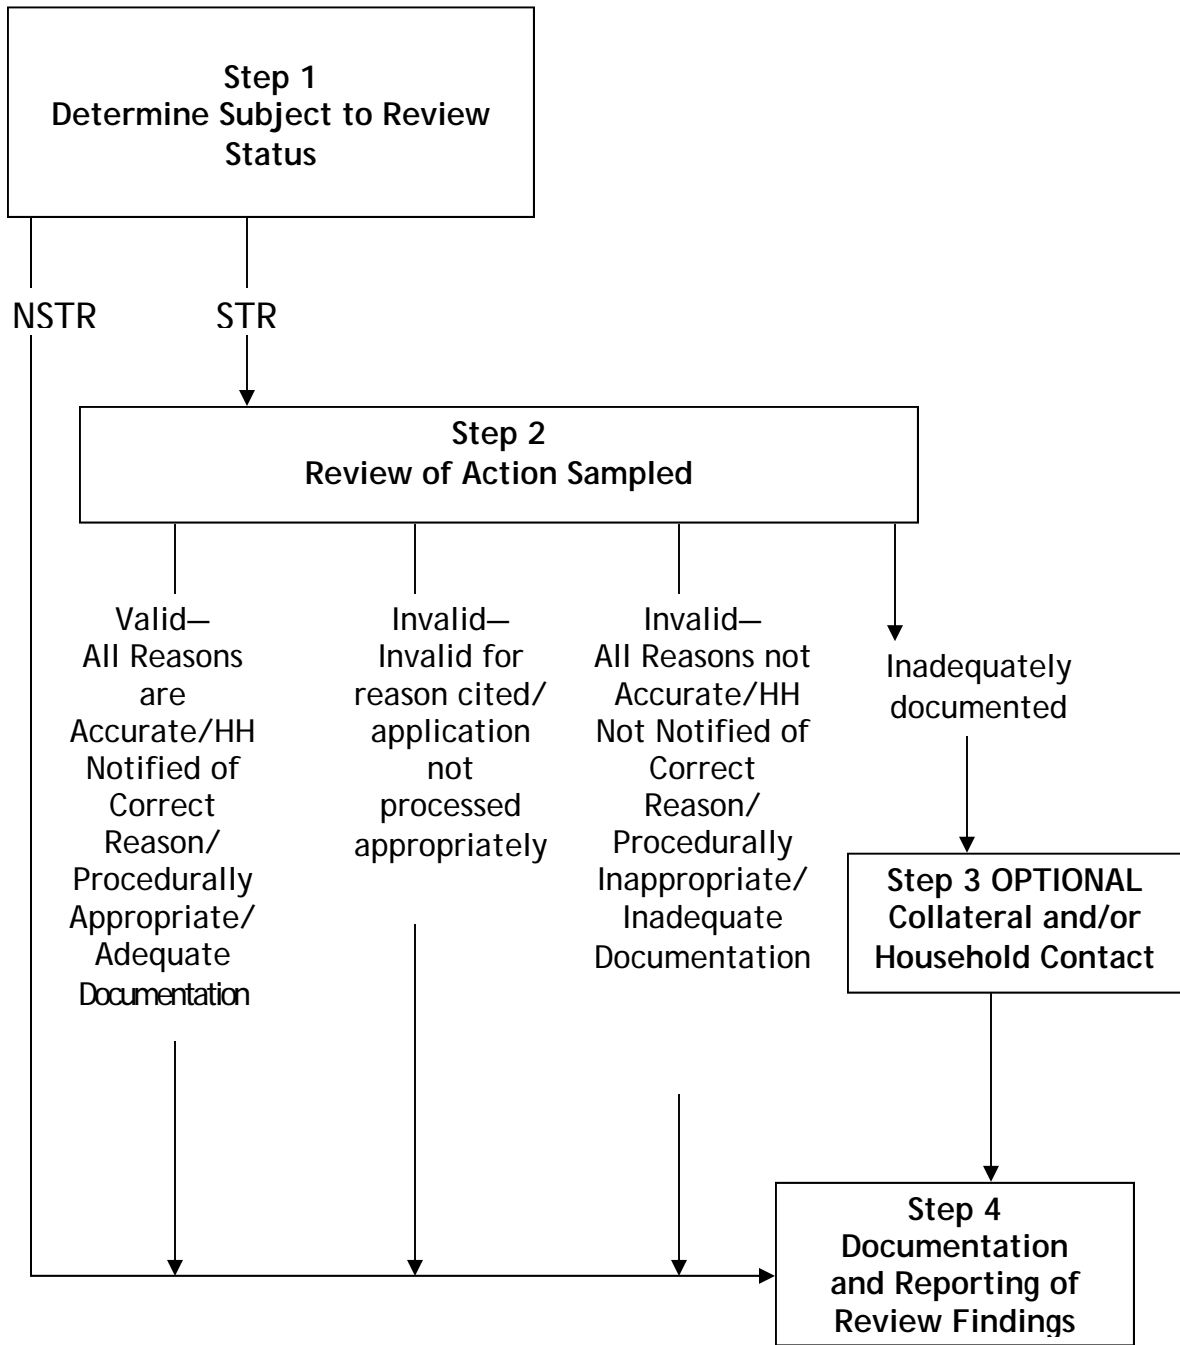 Step 1
Determine Subject to Review
Status
NSTR
STR
Step 2
Review of Action Sampled
Valid—
All Reasons
are
Accurate/HH
Notified of
Correct
Reason/
Procedurally
Appropriate/
Adequate
Documentation
Invalid—
Invalid for
reason cited/
application
not
processed
appropriately
Invalid—
All Reasons not
Accurate/HH
Not Notified of
Correct
Reason/
Procedurally
Inappropriate/
Inadequate
Documentation
Inadequately
documented
Step 3 OPTIONAL
Collateral and/or
Household Contact
Step 4
Documentation
and Reporting of
Review Findings